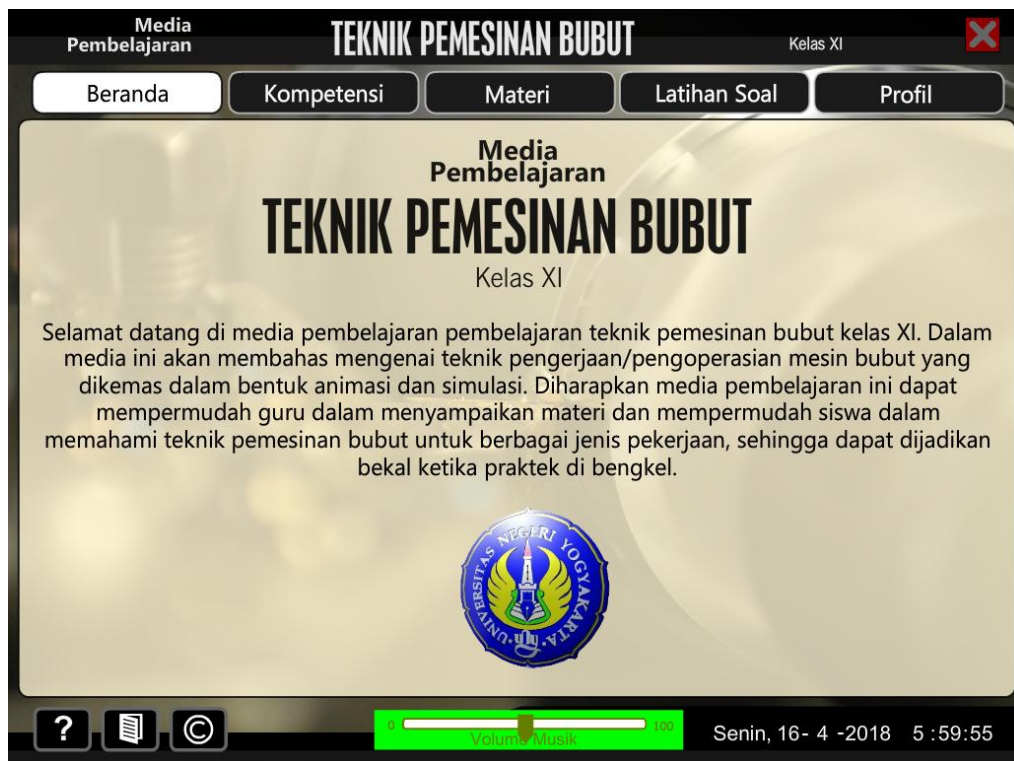 Media
Pembelajaran
TEKNIK PEMESINAN BUBUT
Kelas XI
Beranda
Kompetensi
Materi
Latihan Soal
Profil
Media
Pembelajaran
TEKNIK PEMESINAN BUBUT
Kelas XI
Selamat datang di media pembelajaran pembelajaran teknik pemesinan bubut kelas XI. Dalam
media ini akan membahas mengenai teknik pengerjaan/pengoperasian mesin bubut yang
dikemas dalam bentuk animasi dan simulasi. Diharapkan media pembelajaran ini dapat
mempermudah guru dalam menyampaikan materi dan mempermudah siswa dalam
memahami teknik pemesinan bubut untuk berbagai jenis pekerjaan, sehingga dapat dijadikan
bekal ketika praktek di bengkel.
UNIVERSITAS NEGERI YOGYAKARTA
?
©
0
100
Volume Musik
Senin, 16- 4 -2018 5 :59:55